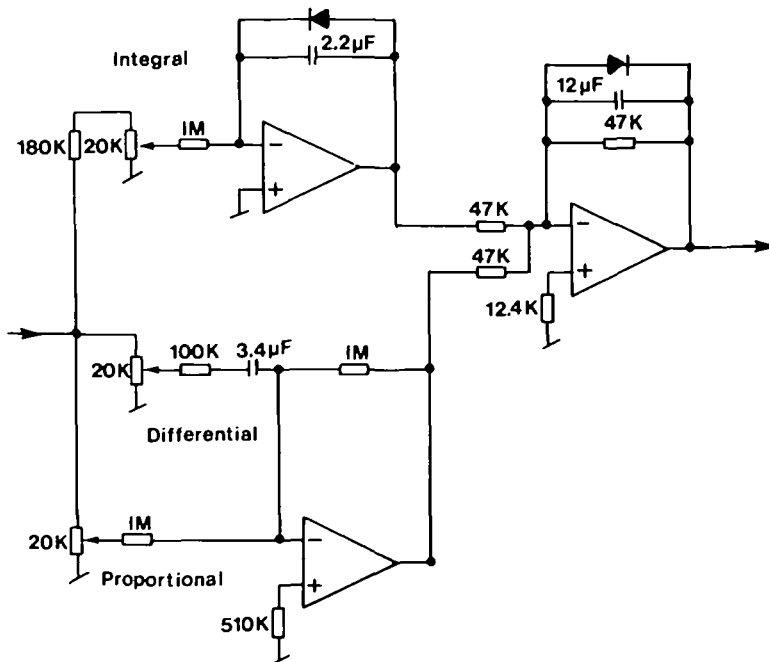 Integral
2.2µF
180K
20K
1M
−
+
12µF
47K
47K
47K
−
+
12.4K
20K
100K
3.4µF
1M
Differential
20K
1M
−
+
Proportional
510K